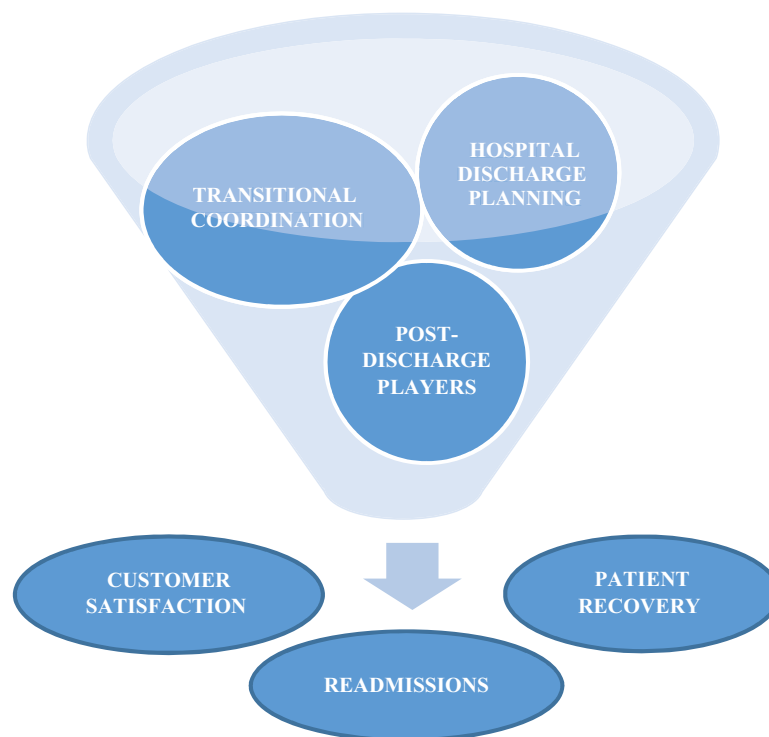 HOSPITAL
DISCHARGE
PLANNING
TRANSITIONAL
COORDINATION
POST-
DISCHARGE
PLAYERS
CUSTOMER
SATISFACTION
PATIENT
RECOVERY
READMISSIONS